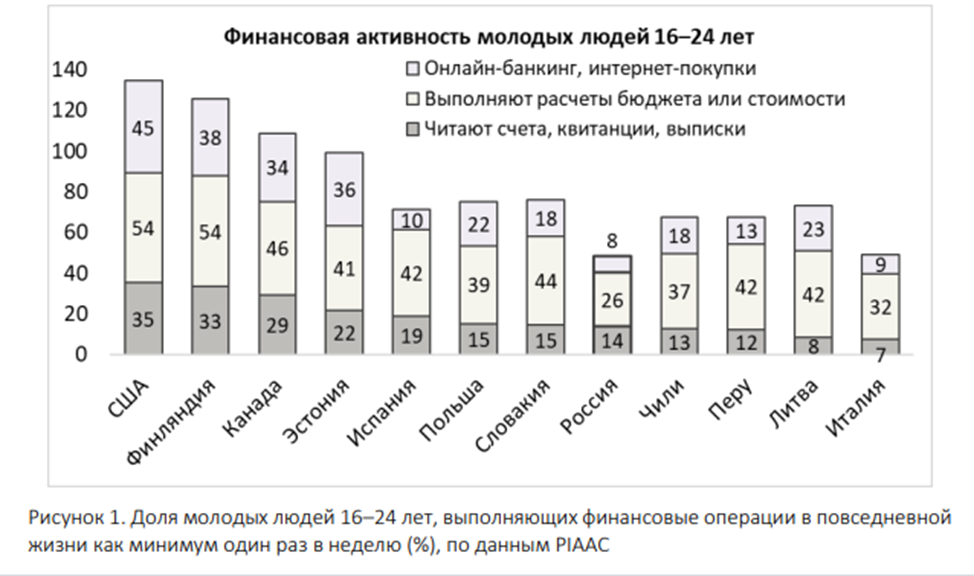 Финансовая активность молодых людей 16–24 лет
140
120
100
80
60
40
20
0
Онлайн-банкинг, интернет-покупки
Выполняют расчеты бюджета или стоимости
Читают счета, квитанции, выписки
45 38 34 36 10 22 18 8 18 13 23 9
54 54 46 41 42 39 44 26 37 42 42 32
35 33 29 22 19 15 15 14 13 12 8 7
США Финляндия Канада Эстония Испания Польша Словакия Россия Чили Перу Литва Италия
Рисунок 1. Доля молодых людей 16–24 лет, выполняющих финансовые операции в повседневной
жизни как минимум один раз в неделю (%), по данным PIAAC